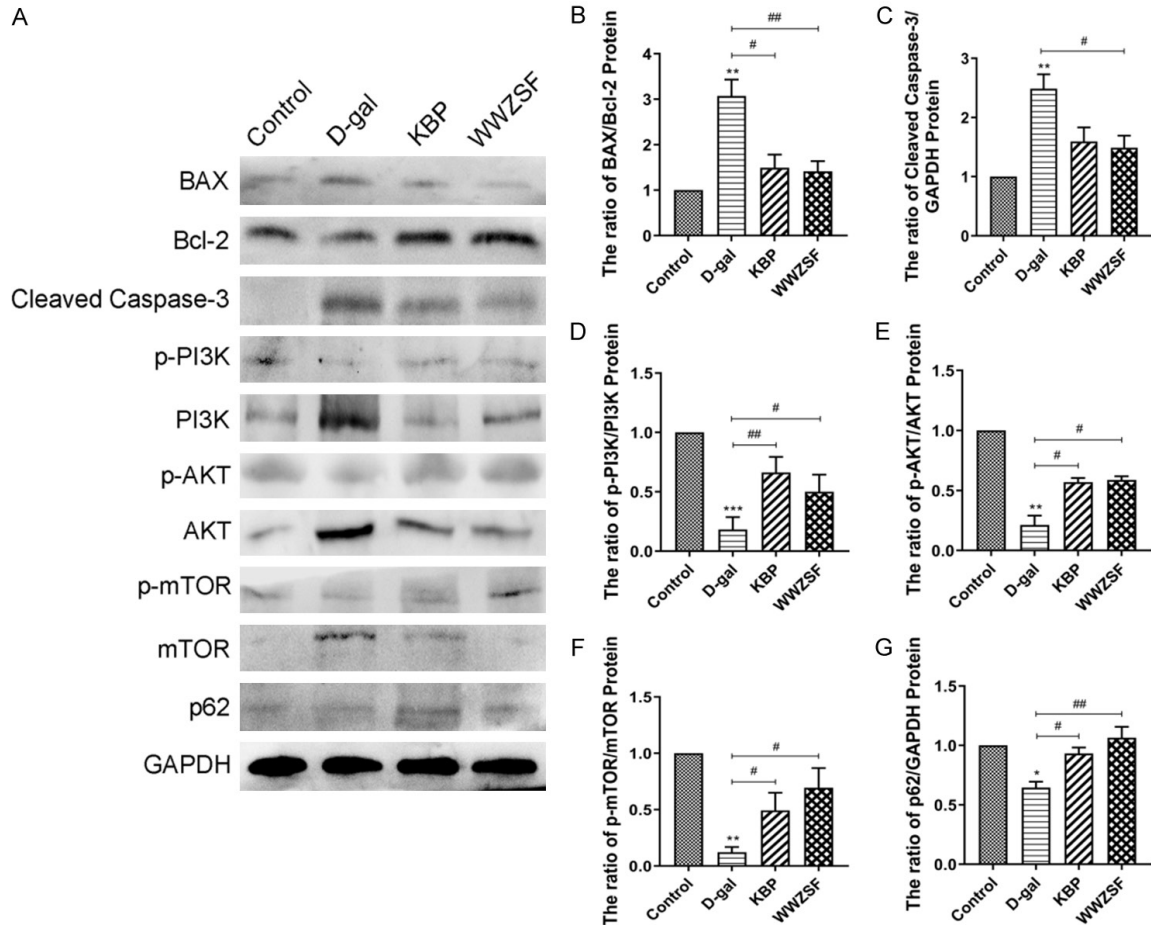 A
Control
D-gal
KBP
WWZSF
BAX
Bcl-2
Cleaved Caspase-3
p-PI3K
PI3K
p-AKT
AKT
p-mTOR
mTOR
p62
GAPDH
B
The ratio of BAX/Bcl-2 Protein
4
3
2
1
0
**
#
##
Control
D-gal
KBP
WWZSF
C
The ratio of Cleaved Caspase-3/
GAPDH Protein
3
2
1
0
**
#
Control
D-gal
KBP
WWZSF
D
The ratio of p-PI3K/PI3K Protein
1.5
1.0
0.5
0.0
***
##
#
Control
D-gal
KBP
WWZSF
E
The ratio of p-AKT/AKT Protein
1.5
1.0
0.5
0.0
**
#
#
Control
D-gal
KBP
WWZSF
F
The ratio of p-mTOR/mTOR Protein
1.5
1.0
0.5
0.0
**
#
#
Control
D-gal
KBP
WWZSF
G
The ratio of p62/GAPDH Protein
1.5
1.0
0.5
0.0
*
#
##
Control
D-gal
KBP
WWZSF